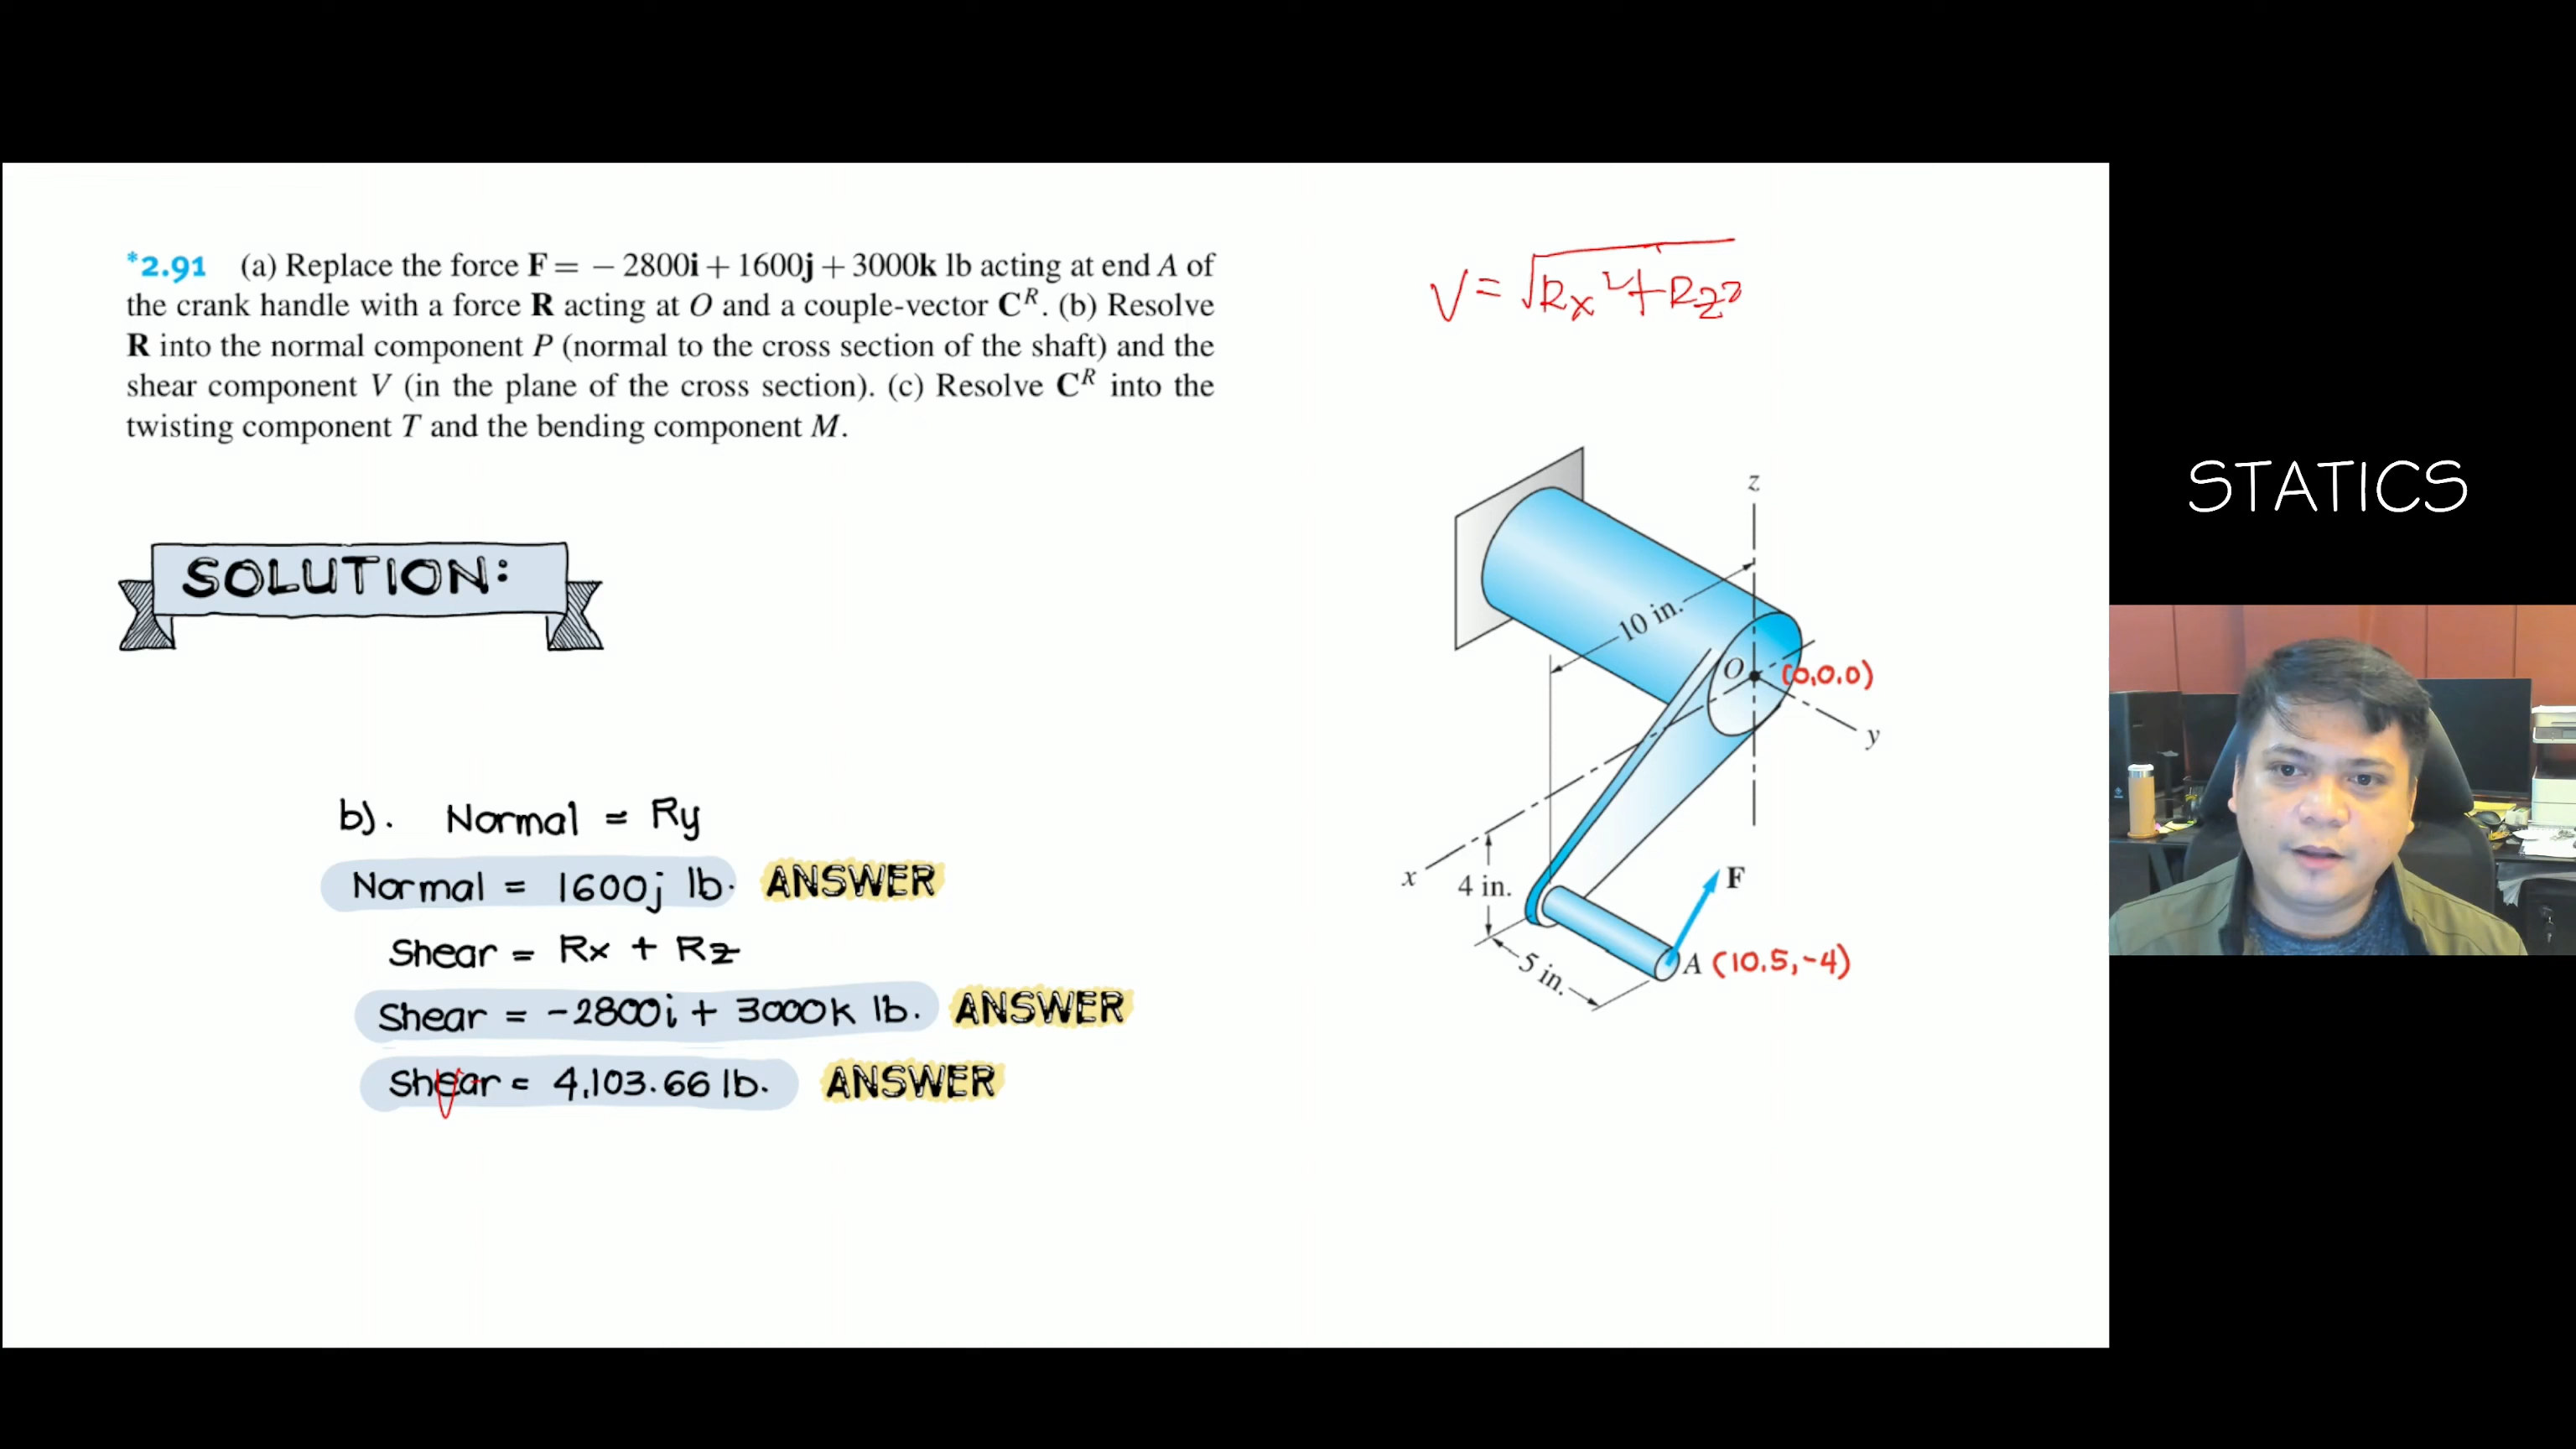 *2.91 (a) Replace the force F = − 2800i + 1600j + 3000k lb acting at end A of
the crank handle with a force R acting at O and a couple-vector C^R. (b) Resolve
R into the normal component P (normal to the cross section of the shaft) and the
shear component V (in the plane of the cross section). (c) Resolve C^R into the
twisting component T and the bending component M.
V = √Rx²+Rz²
STATICS
SOLUTION:
z
10 in.
O (0,0.0)
y
x
4 in.
F
5 in.
A (10.5,-4)
b). Normal = Ry
Normal = 1600j lb. ANSWER
Shear = Rx + Rz
Shear = -2800i + 3000k lb. ANSWER
Shear = 4,103.66 lb. ANSWER
V